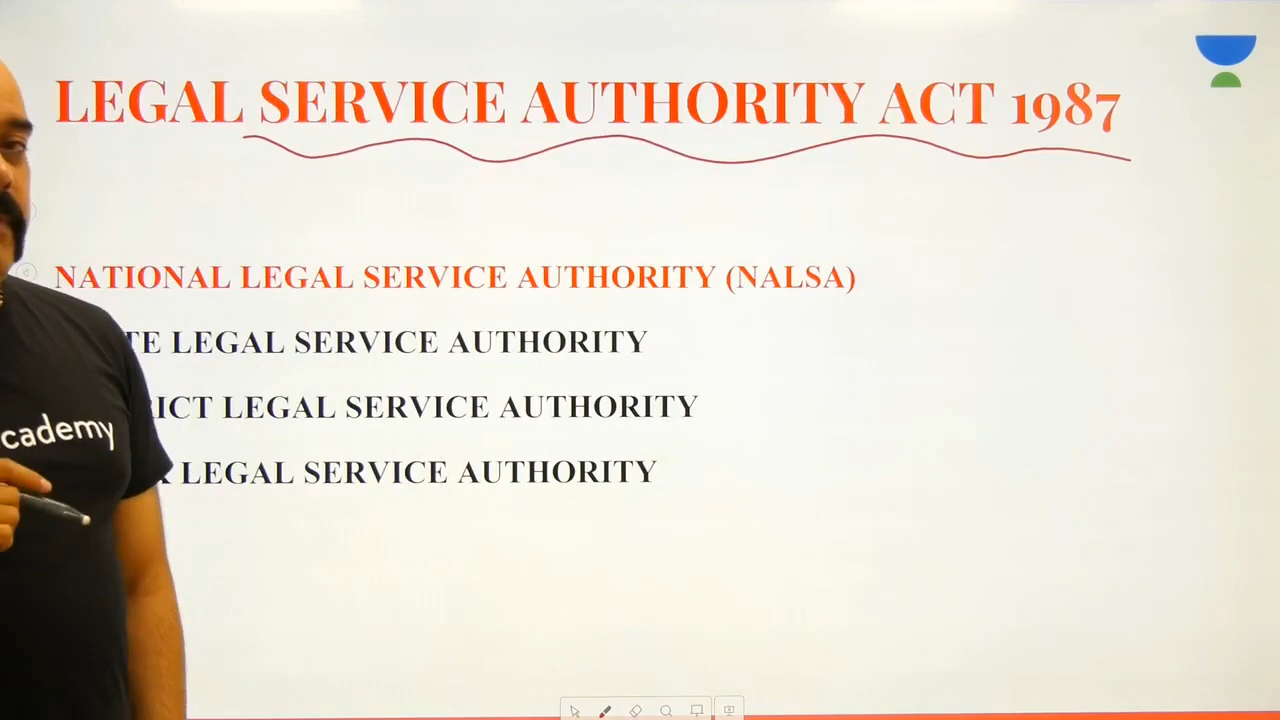 LEGAL SERVICE AUTHORITY ACT 1987
NATIONAL LEGAL SERVICE AUTHORITY (NALSA)
LEGAL SERVICE AUTHORITY
LEGAL SERVICE AUTHORITY
LEGAL SERVICE AUTHORITY
cademy